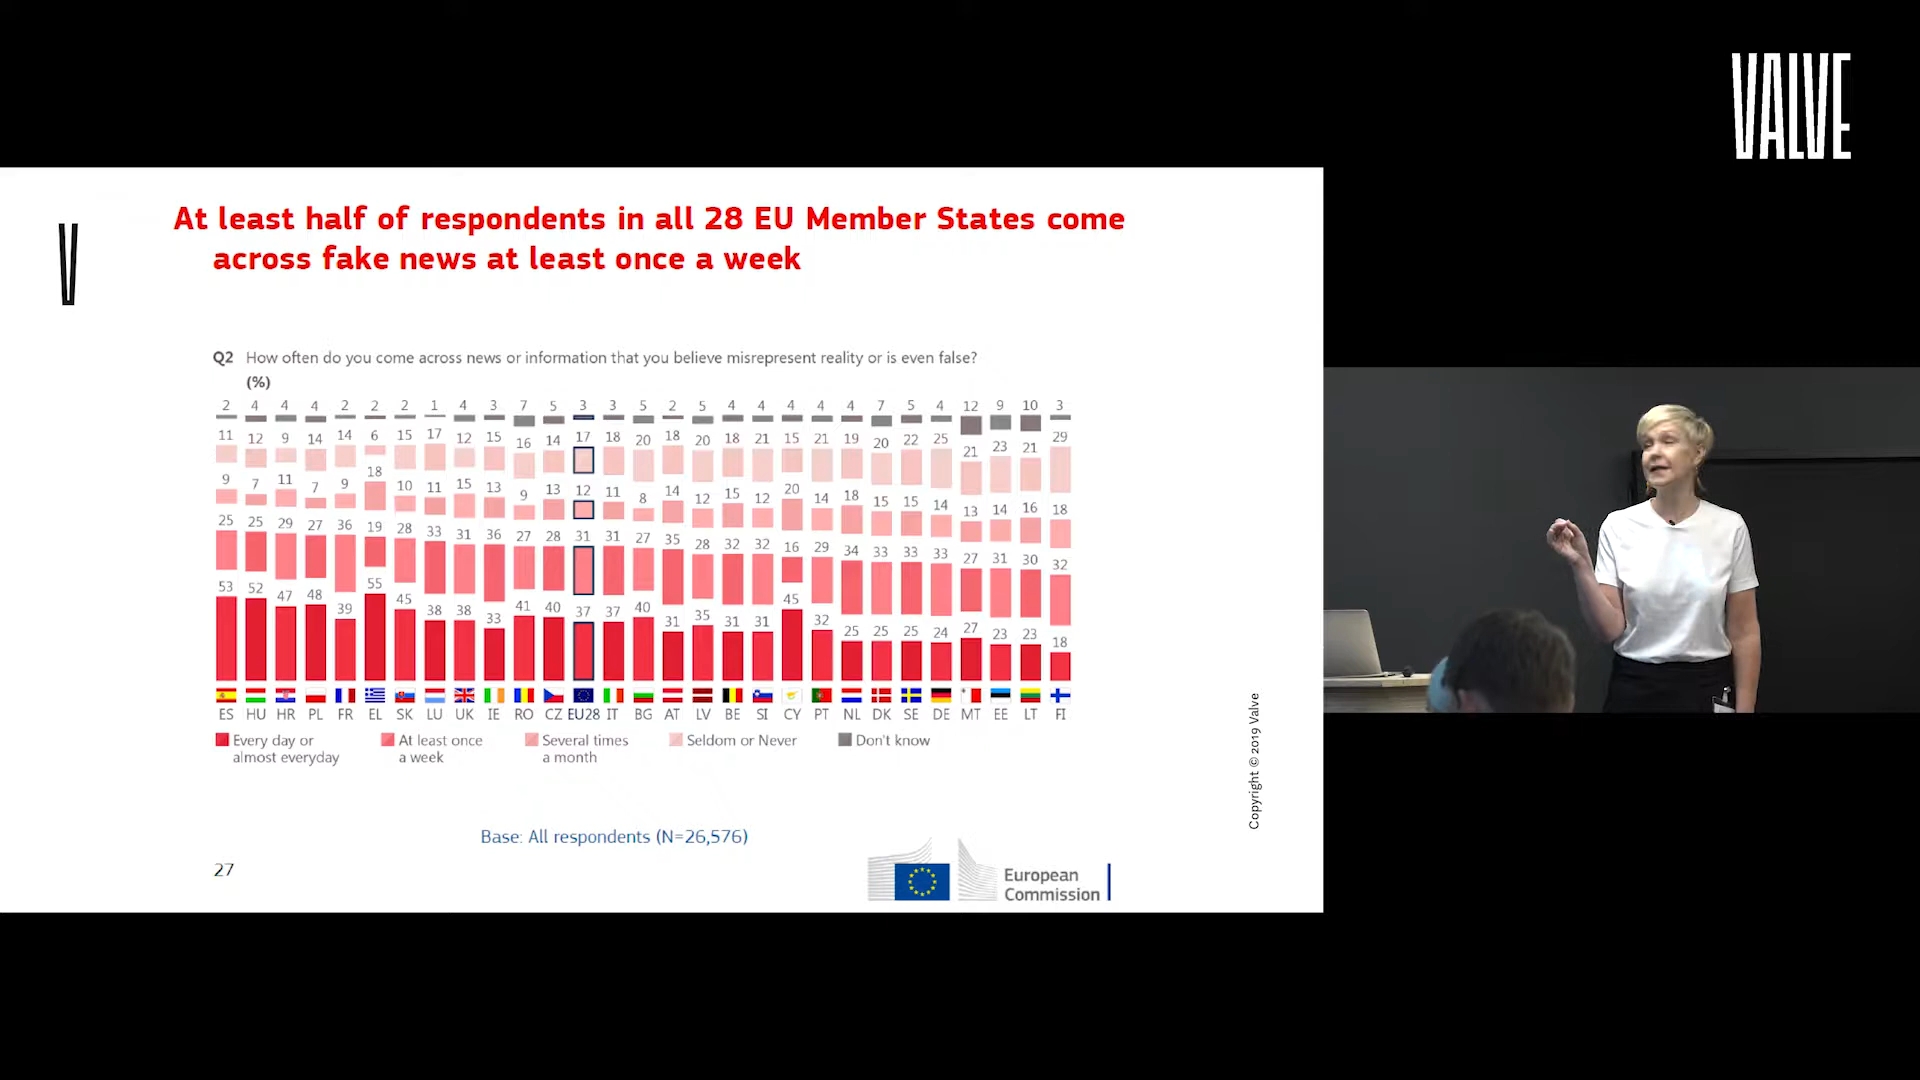 VALVE
V
At least half of respondents in all 28 EU Member States come
across fake news at least once a week
Q2 How often do you come across news or information that you believe misrepresent reality or is even false?
(%)
2 4 4 4 2 2 2 1 4 3 7 5 3 3 5 2 5 4 4 4 4 4 7 5 4 12 9 10 3
11 12 9 14 14 6 15 17 12 15 16 14 17 18 20 18 20 18 21 15 21 19 20 22 25 21 23 21 29
9 7 11 7 9 18 10 11 15 13 9 13 12 11 8 14 12 15 12 20 14 18 15 15 14 13 14 16 18
25 25 29 27 36 19 28 33 31 36 27 28 31 31 27 35 28 32 32 16 29 34 33 33 33 27 31 30 32
53 52 47 48 39 55 45 38 38 33 41 40 37 37 40 31 35 31 31 45 32 25 25 25 24 27 23 23 18
ES HU HR PL FR EL SK LU UK IE RO CZ EU28 IT BG AT LV BE SI CY PT NL DK SE DE MT EE LT FI
Every day or
almost everyday
At least once
a week
Several times
a month
Seldom or Never
Don't know
Base: All respondents (N=26,576)
27
European
Commission
Copyright © 2019 Valve